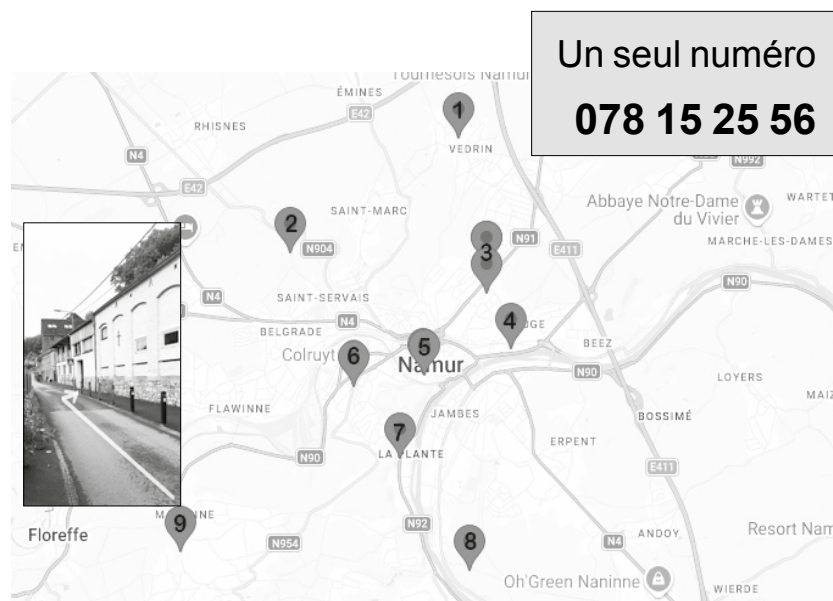 Un seul numéro
078 15 25 56
Tournesols Namur
ÉMINES
E42
1
RHISNES
N4
VEDRIN
N992
E42
Abbaye Notre-Dame
du Vivier
SAINT-MARC
2
N904
3
N91
E411
MARCHE-LES-DAMES
N90
N4
SAINT-SERVAIS
N4
BELGRADE
4
BEEZ
Colruyt
6
5
Namur
N90
LOYERS
FLAWINNE
JAMBES
BOSSIMÉ
7
LA PLANTE
ERPENT
N90
E411
9
Floreffe
N92
N954
8
N4
ANDOY
Resort Nam
Oh'Green Naninne
WIERDE